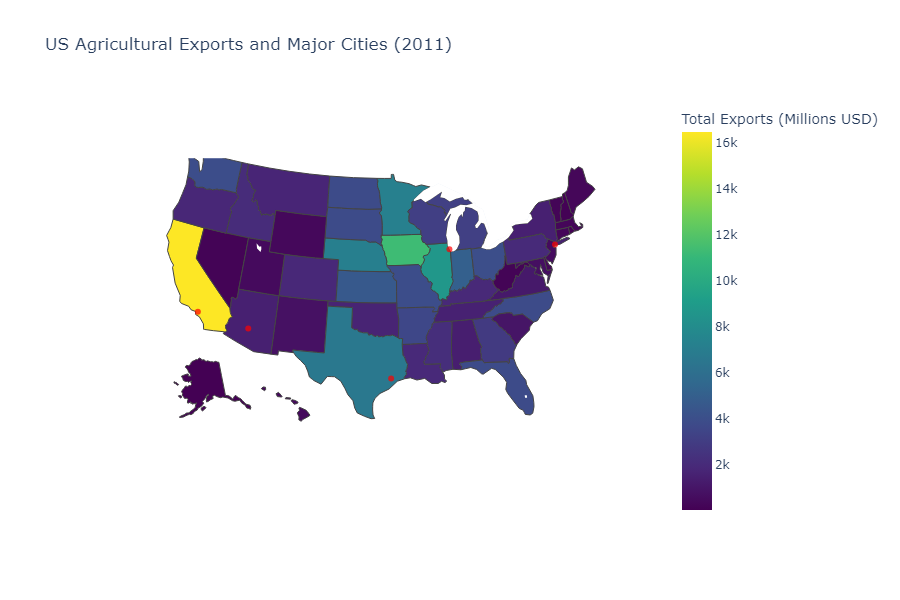 US Agricultural Exports and Major Cities (2011)
Total Exports (Millions USD)
16k
14k
12k
10k
8k
6k
4k
2k